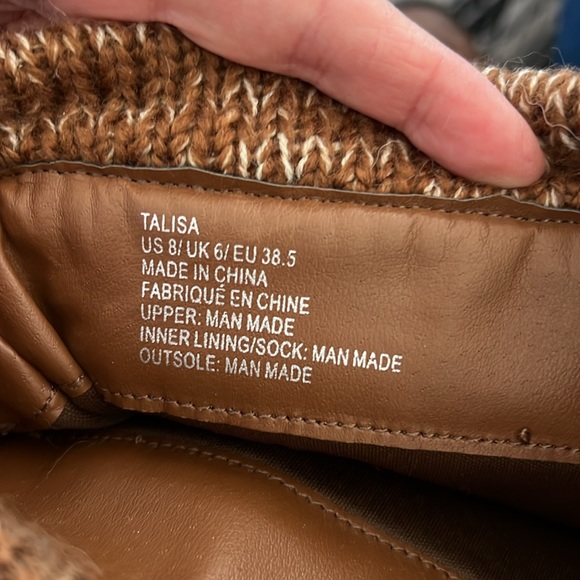 TALISA
US 8/ UK 6/ EU 38.5
MADE IN CHINA
FABRIQUÉ EN CHINE
UPPER: MAN MADE
INNER LINING/SOCK: MAN MADE
OUTSOLE: MAN MADE